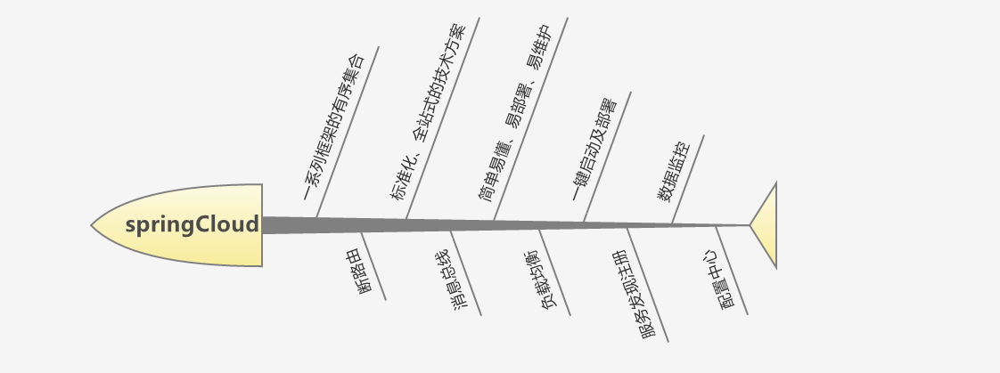 一系列框架的有序集合
标准化、全站式的技术方案
简单易懂、易部署、易维护
一键启动及部署
数据监控
springCloud
断路由
消息总线
负载均衡
服务发现注册
配置中心